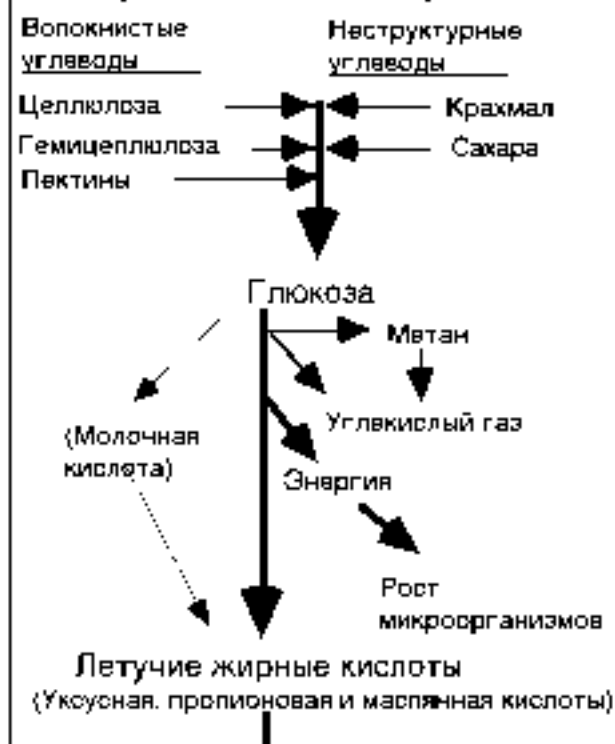 Волокнистые
углеводы
Неструктурные
углеводы
Целлюлоза
Крахмал
Гемицеллюлоза
Сахара
Пектины
Глюкоза
Метан
Углекислый газ
(Молочная
кислота)
Энергия
Рост
микроорганизмов
Летучие жирные кислоты
(Уксусная, пропионовая и маслянная кислоты)